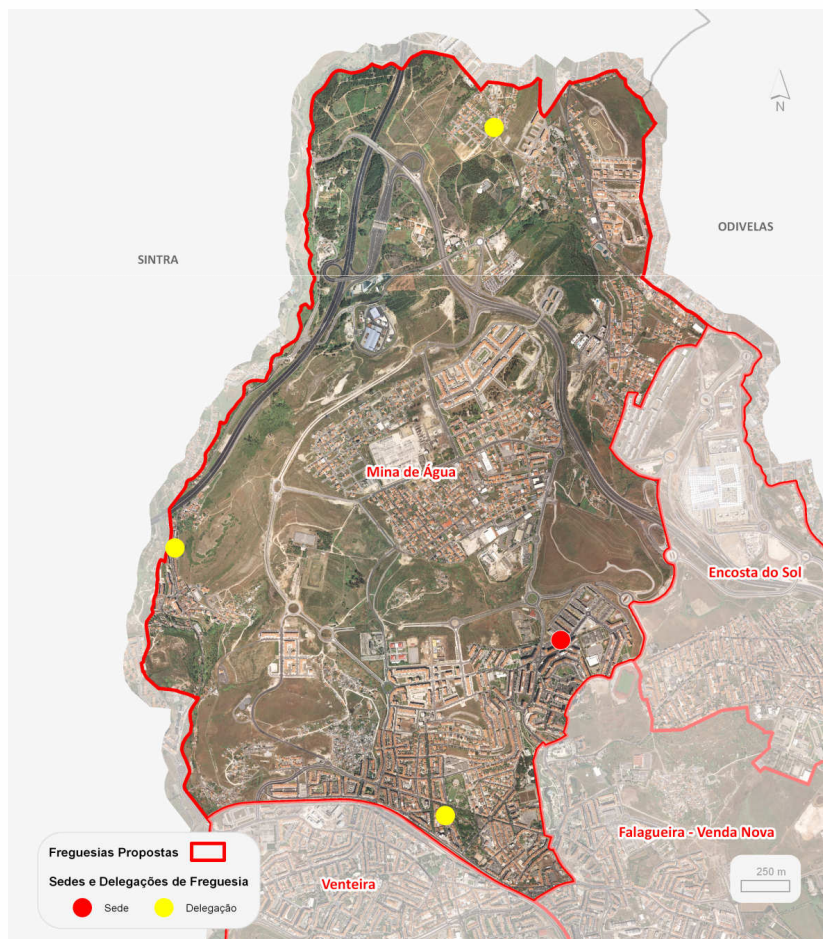 N
ODIVELAS
SINTRA
Mina de Água
Encosta do Sol
Falagueira - Venda Nova
Venteira
250 m
Freguesias Propostas
Sedes e Delegações de Freguesia
Sede
Delegação